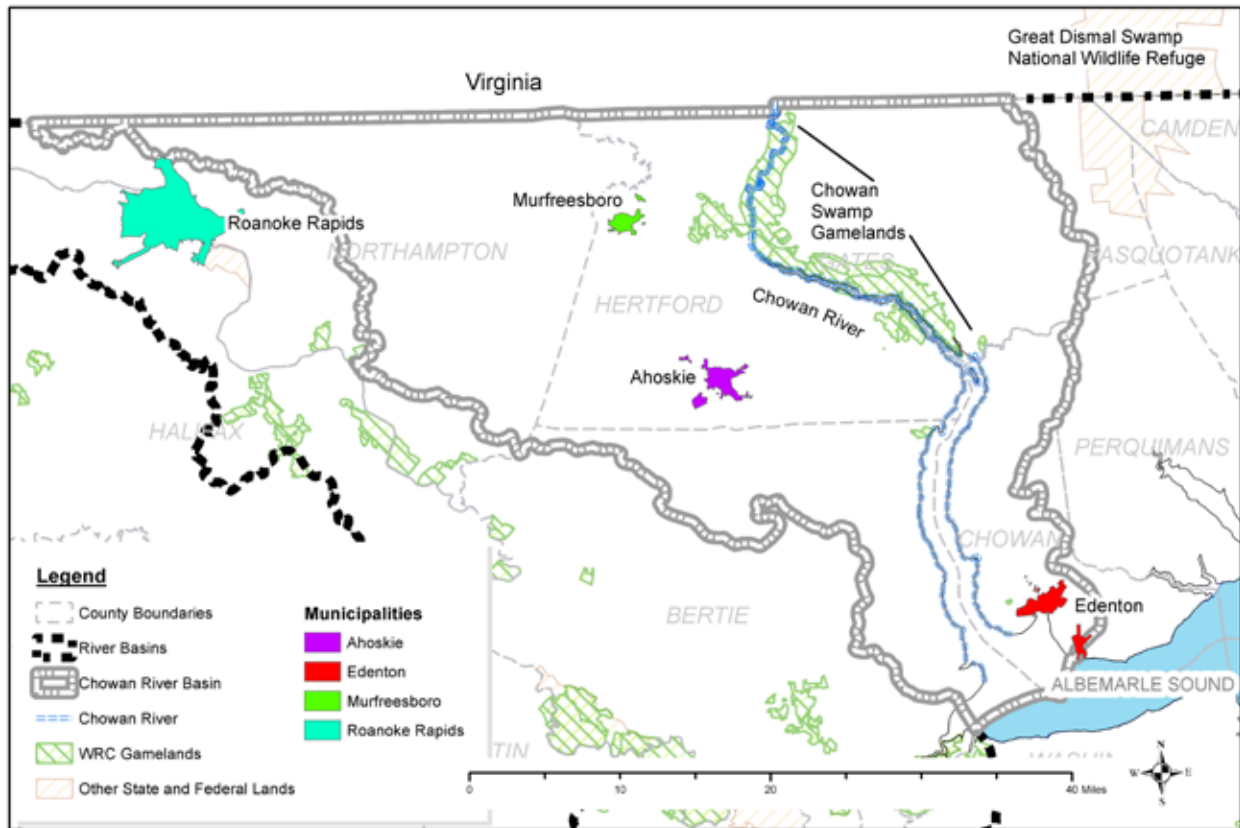 Great Dismal Swamp
National Wildlife Refuge
Virginia
CAMDEN
Murfreesboro
Chowan
Swamp
Gamelands
Roanoke Rapids
NORTHAMPTON
GATES
PASQUOTANK
HERTFORD
Chowan River
Ahoskie
HALIFAX
PERQUIMANS
CHOWAN
Legend
County Boundaries
River Basins
Chowan River Basin
Chowan River
WRC Gamelands
Other State and Federal Lands
Municipalities
Ahoskie
Edenton
Murfreesboro
Roanoke Rapids
BERTIE
Edenton
ALBEMARLE SOUND
TIN
0 10 20 40 Miles
N
W E
S